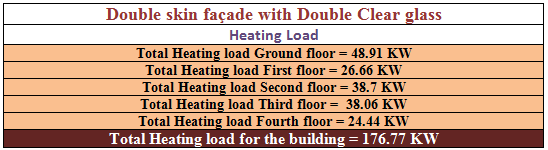 Double skin façade with Double Clear glass
Heating Load
Total Heating load Ground floor = 48.91 KW
Total Heating load First floor = 26.66 KW
Total Heating load Second floor = 38.7 KW
Total Heating load Third floor =  38.06 KW
Total Heating load Fourth floor = 24.44 KW
Total Heating load for the building = 176.77 KW